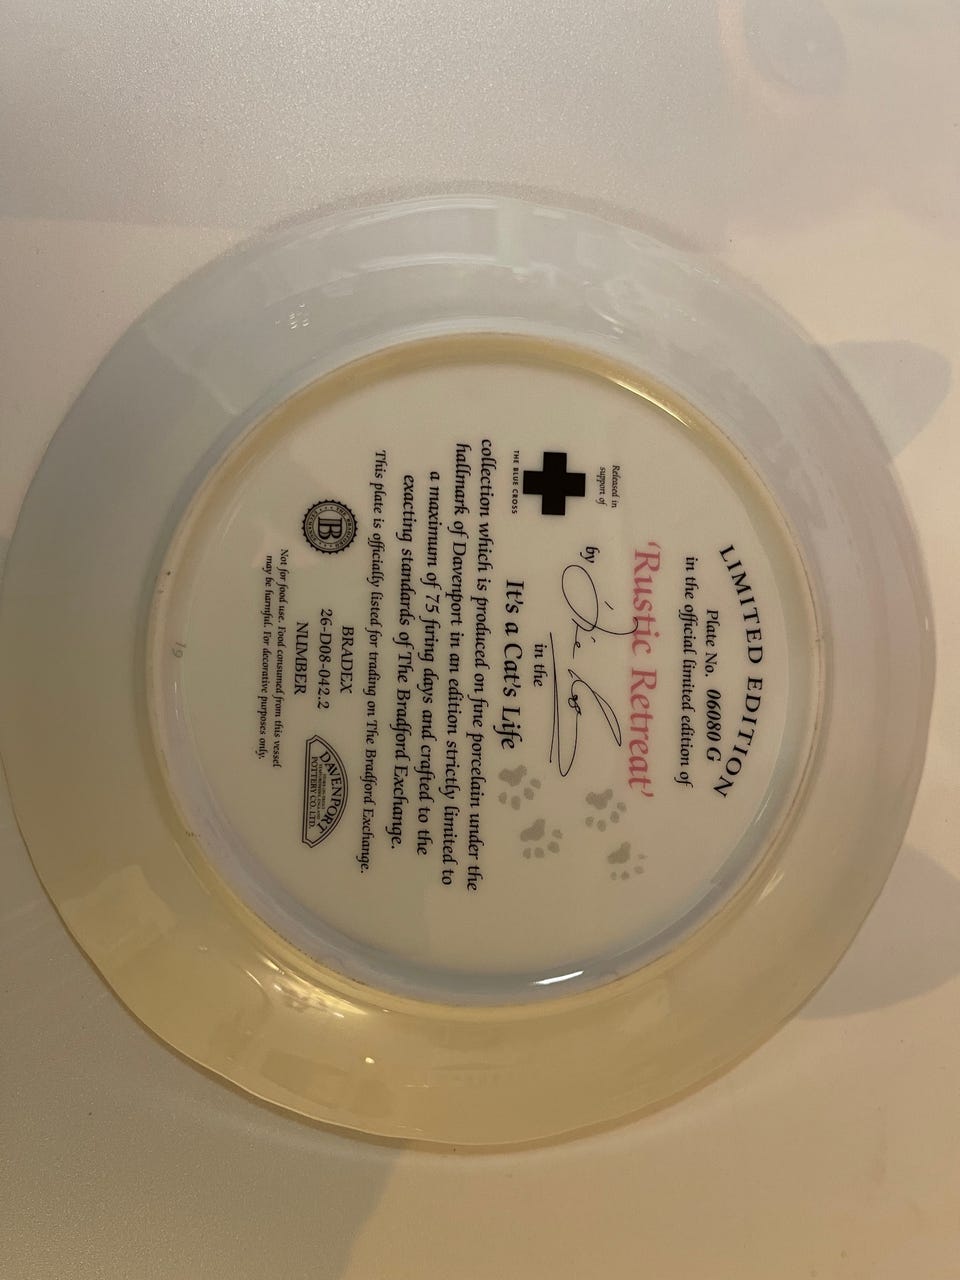 LIMITED EDITION
Plate No. 06080 G
in the official limited edition of
'Rustic Retreat'
Released in
support of
THE BLUE CROSS
by
in the
It's a Cat's Life
collection which is produced on fine porcelain under the
hallmark of Davenport in an edition strictly limited to
a maximum of 75 firing days and crafted to the
exacting standards of The Bradford Exchange.
This plate is officially listed for trading on The Bradford Exchange.
B
BRADEX
26-D08-042.2
NUMBER
DAVENPORT
POTTERY CO. LTD.
Not for food use. Food consumed from this vessel
may be harmful. For decorative purposes only.
19